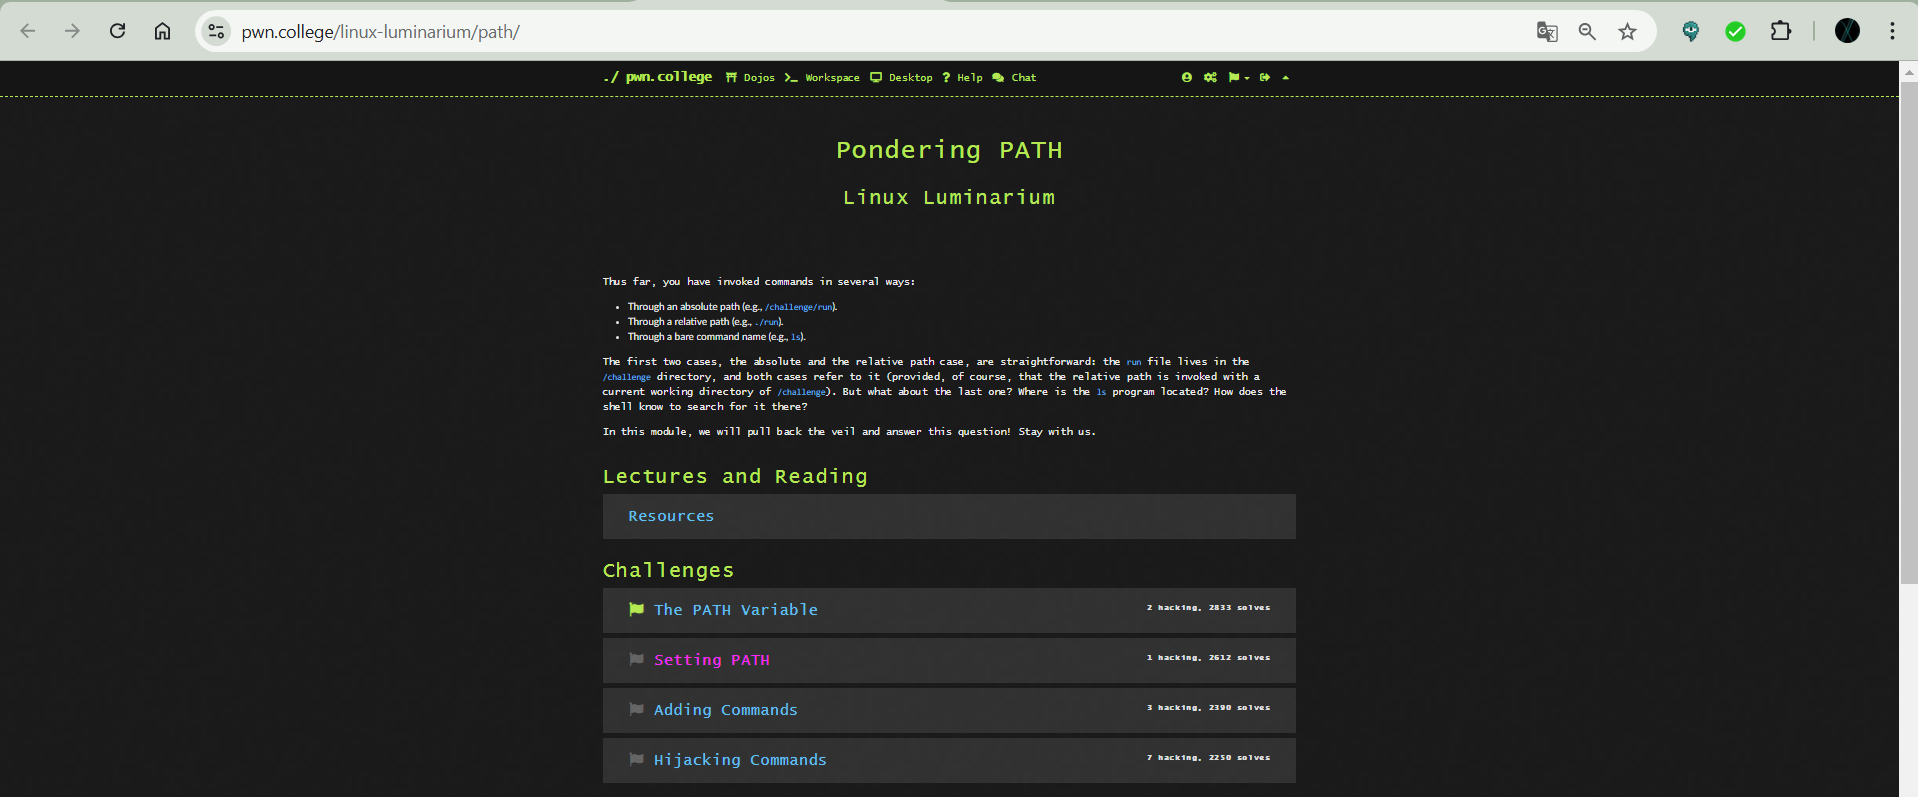 pwn.college/linux-luminarium/path/
./ pwn.college Dojos Workspace Desktop Help Chat
Pondering PATH
Linux Luminarium
Thus far, you have invoked commands in several ways:
• Through an absolute path (e.g., /challenge/run).
• Through a relative path (e.g., ./run).
• Through a bare command name (e.g., ls).
The first two cases, the absolute and the relative path case, are straightforward: the run file lives in the
/challenge directory, and both cases refer to it (provided, of course, that the relative path is invoked with a
current working directory of /challenge). But what about the last one? Where is the ls program located? How does the
shell know to search for it there?
In this module, we will pull back the veil and answer this question! Stay with us.
Lectures and Reading
Resources
Challenges
The PATH Variable 2 hacking, 2833 solves
Setting PATH 1 hacking, 2612 solves
Adding Commands 3 hacking, 2390 solves
Hijacking Commands 7 hacking, 2250 solves